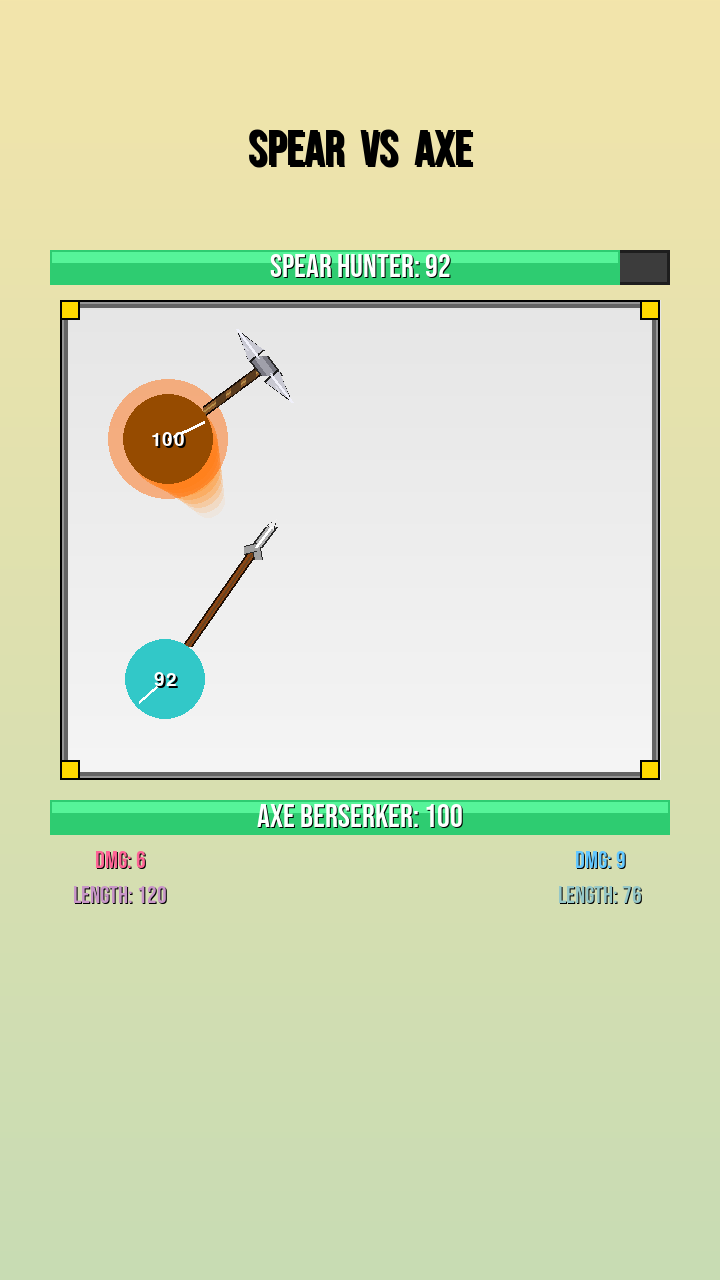 SPEAR VS AXE
SPEAR HUNTER: 92
100
92
AXE BERSERKER: 100
DMG: 6
DMG: 9
LENGTH: 120
LENGTH: 76